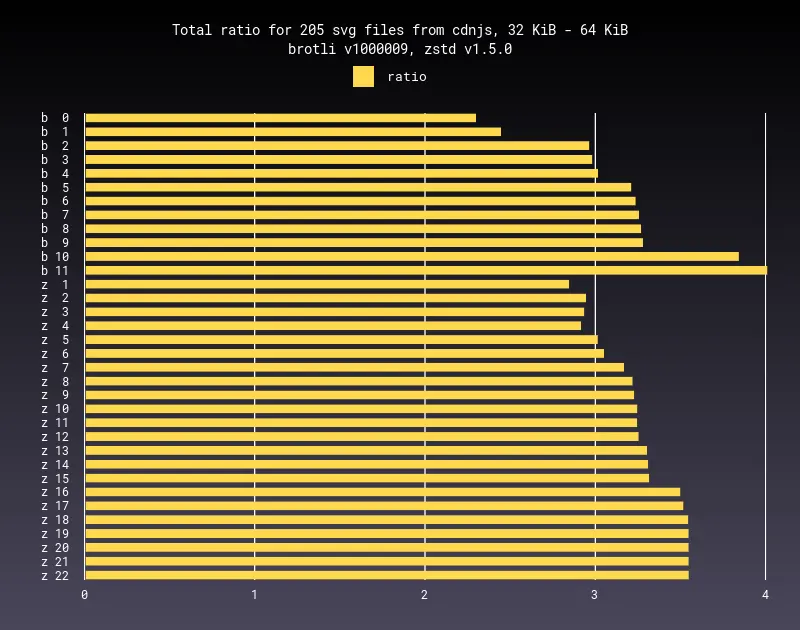 Total ratio for 205 svg files from cdnjs, 32 KiB - 64 KiB
brotli v1000009, zstd v1.5.0
ratio
b 0
b 1
b 2
b 3
b 4
b 5
b 6
b 7
b 8
b 9
b 10
b 11
z 1
z 2
z 3
z 4
z 5
z 6
z 7
z 8
z 9
z 10
z 11
z 12
z 13
z 14
z 15
z 16
z 17
z 18
z 19
z 20
z 21
z 22
0 1 2 3 4